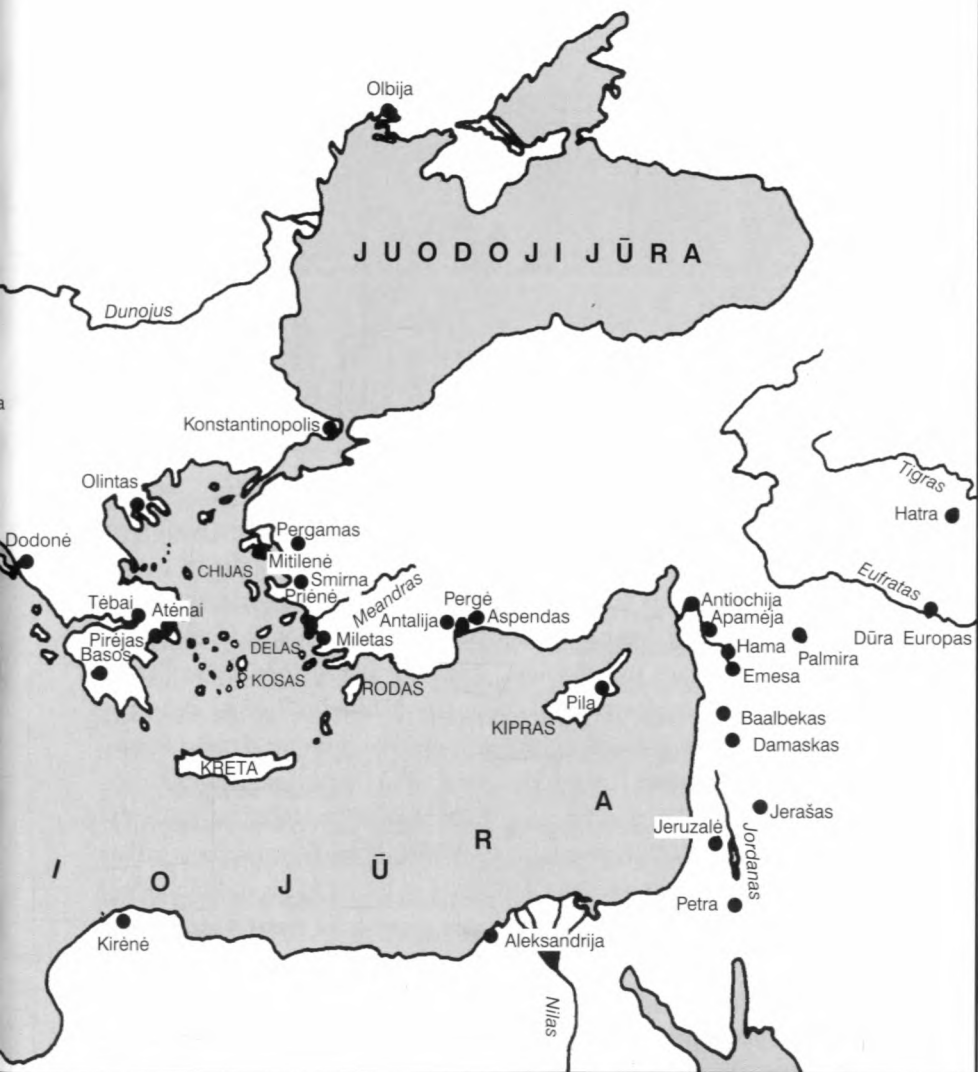 Olbija
JUODOJI JŪRA
Dunojus
a
Konstantinopolis
Olintas
Tigras
Hatra
Pergamas
Dodonė
Mitilenė
CHIJAS
Smirna
Eufratas
Priėnė
Meandras
Antiochija
Tėbai
Atėnai
Pergė
Antalija
Aspendas
Apamėja
Pirėjas
Miletas
DELAS
Dūra Europas
Hama
Palmira
Basos
Emesa
KOSAS
RODAS
Pila
KIPRAS
Baalbekas
Damaskas
KRETA
A
Jerašas
Jeruzalė
R
Jordanas
Ū
I O J
Petra
Kirėnė
Aleksandrija
Nilas